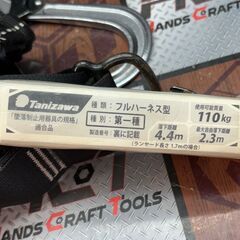 HANDS CRAFT TOOLS
Tanizawa
「墜落制止用器具の規格」
適合品
種類：フルハーネス型
種別：第一種
製造番号：裏に記載
使用可能質量
110kg
落下距離
4.4m
最大自由落下距離
2.3m
(ランヤード長さ 1.7mの場合)
HANDS CRAFT TOOLS